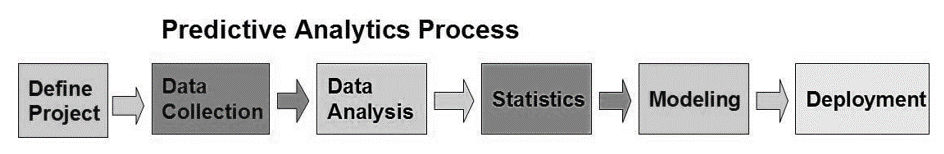 Predictive Analytics Process
Define
Project
Data
Collection
Data
Analysis
Statistics
Modeling
Deployment